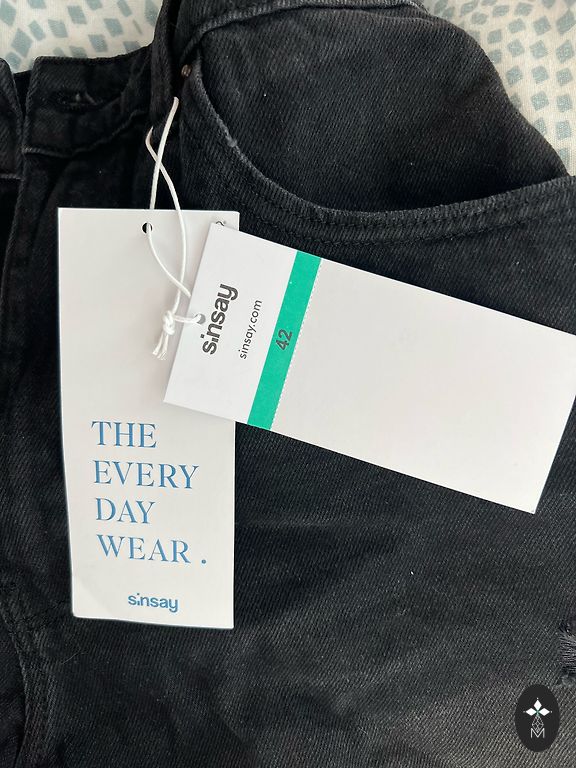 THE
EVERY
DAY
WEAR .
sinsay
sinsay
sinsay.com
42
M